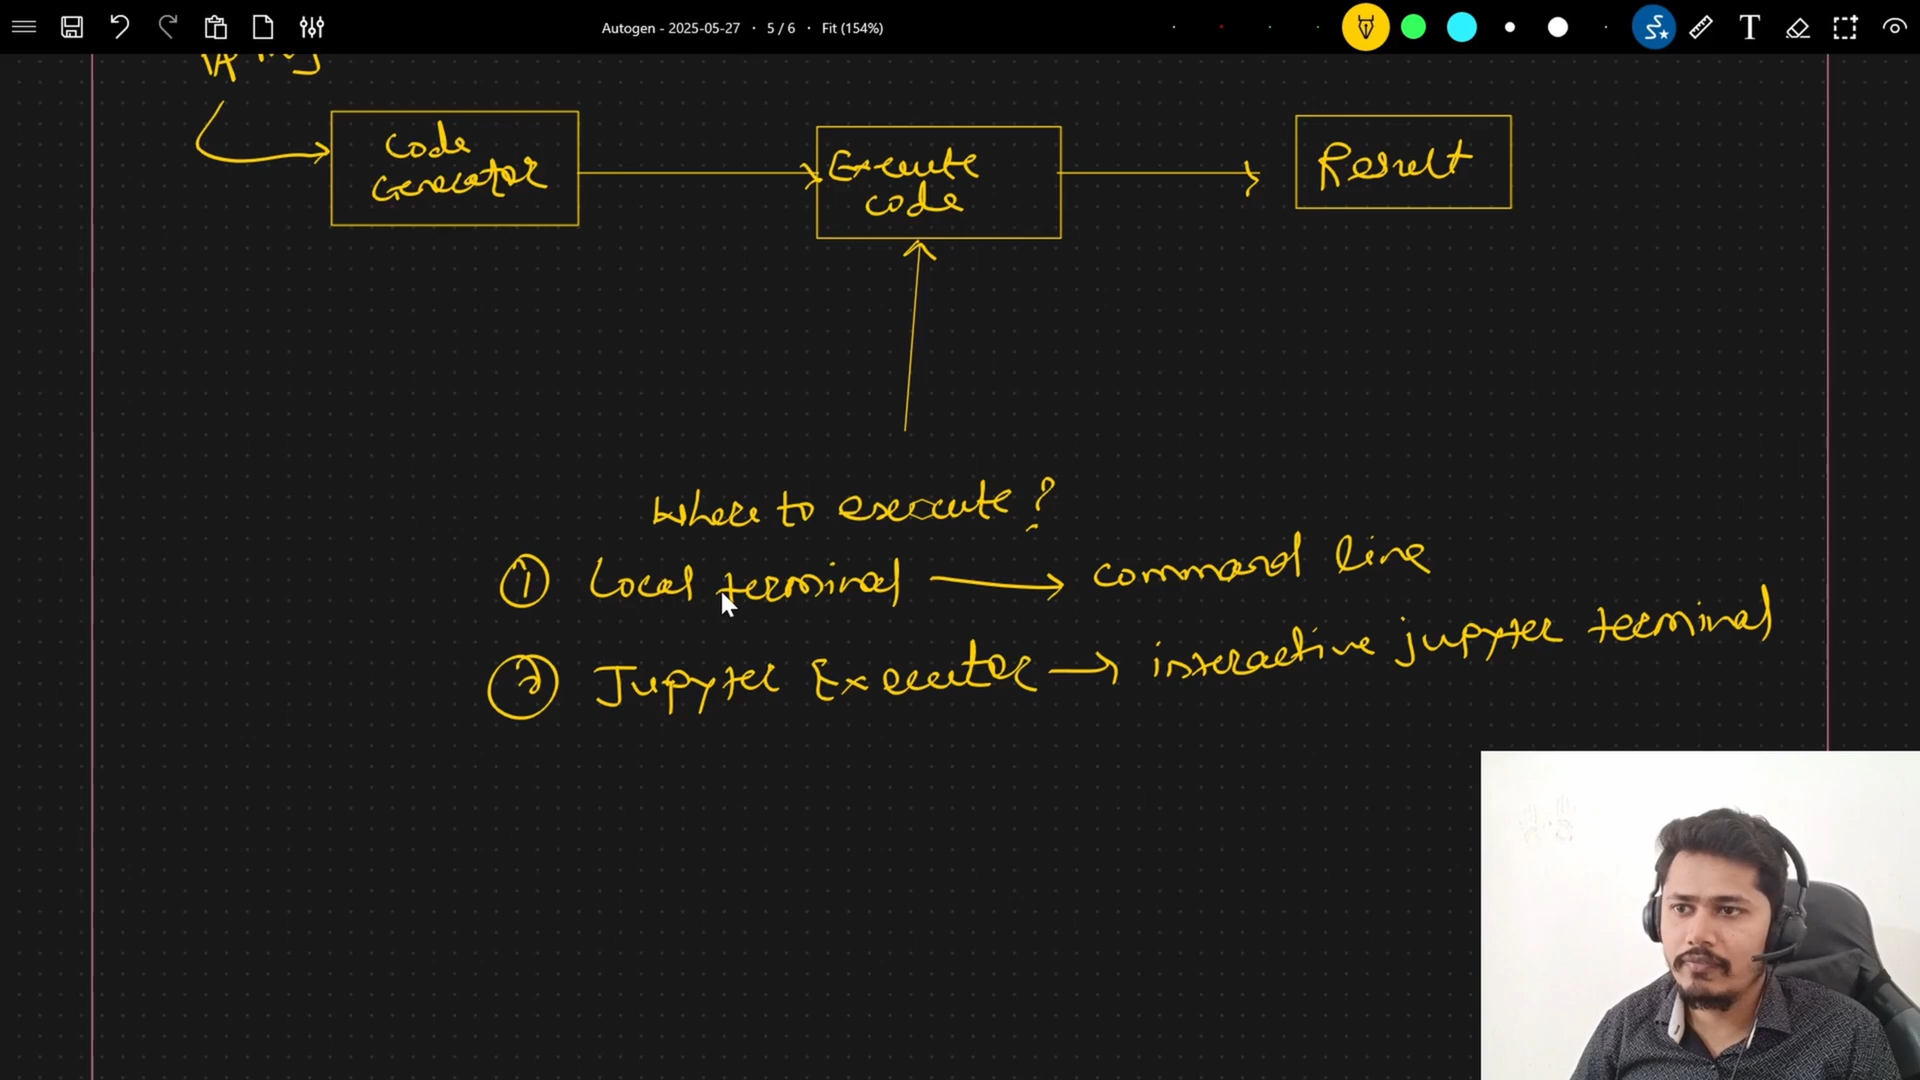 Autogen - 2025-05-27 · 5 / 6 · Fit (154%)
T
Code
Generator
Execute
code
Result
Where to execute?
① Local terminal → command line
② Jupyter Executor → interactive jupyter terminal